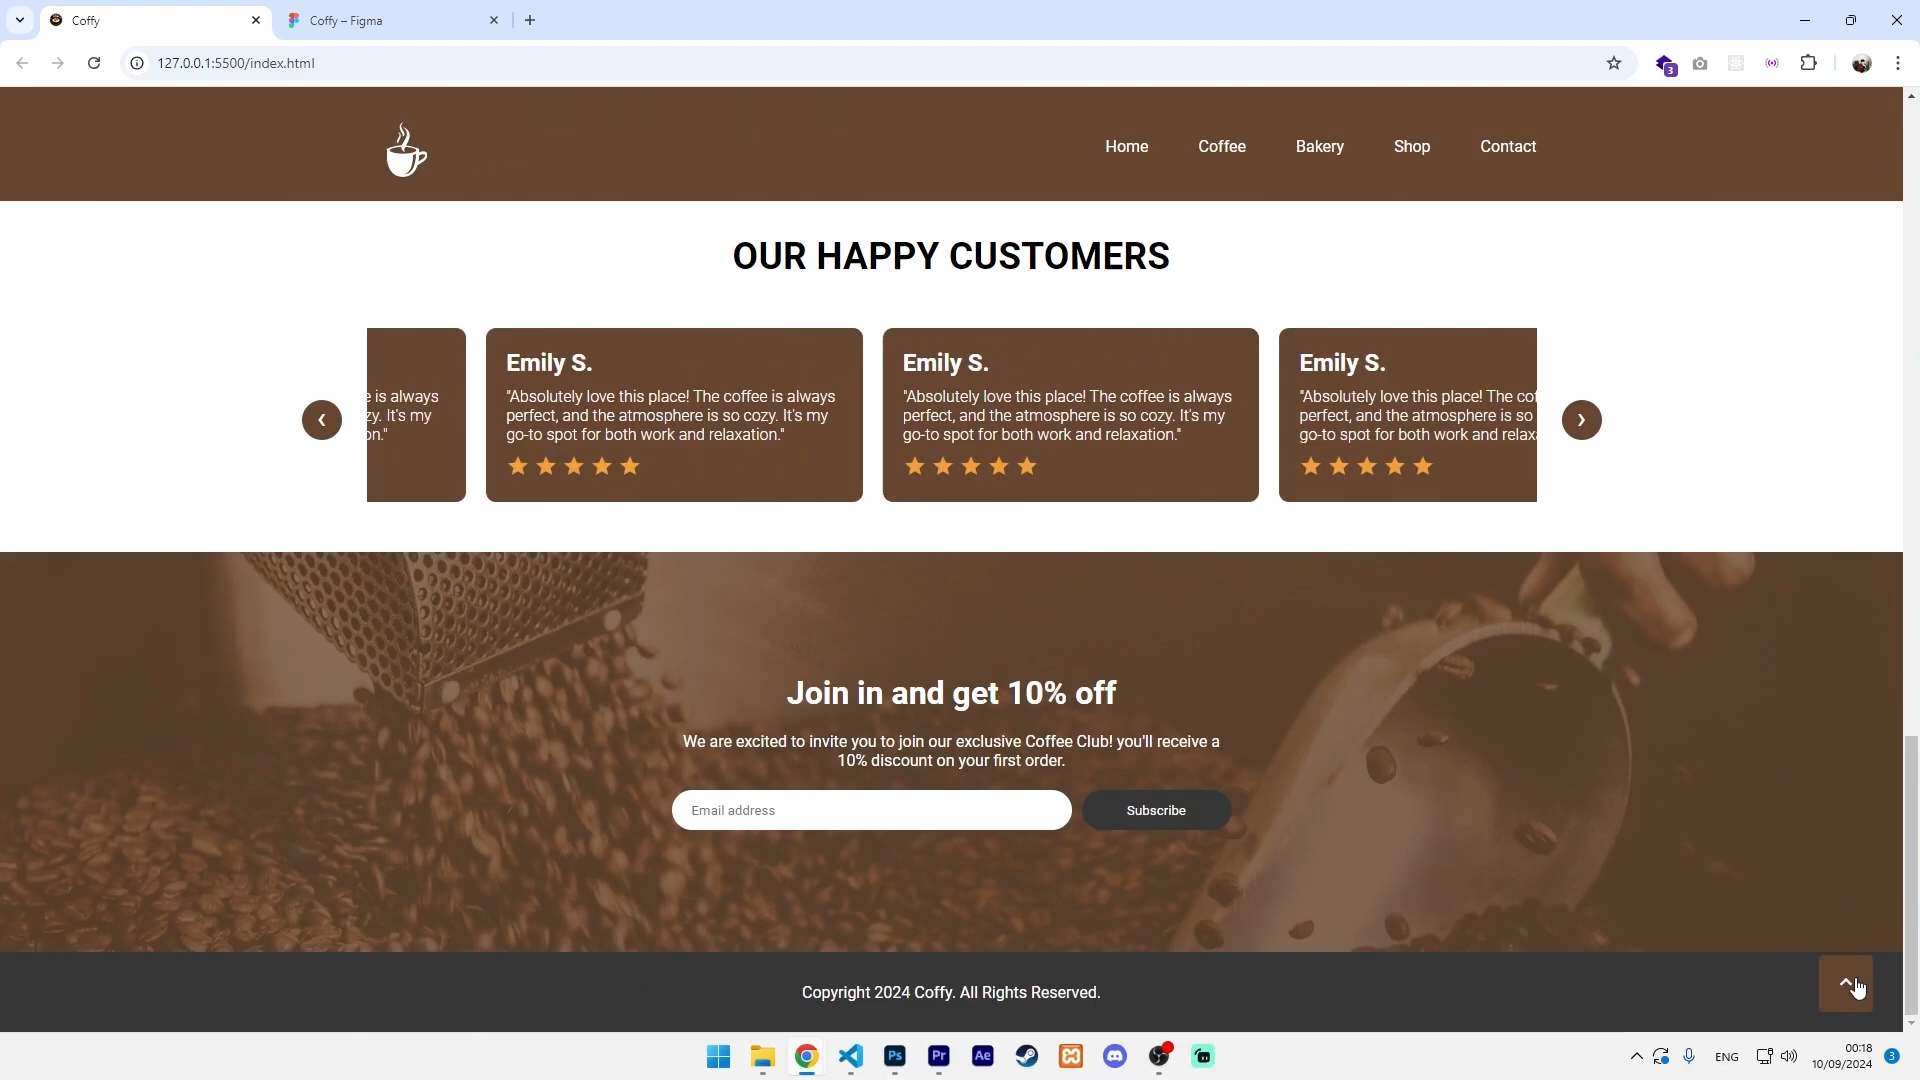 Coffy
Coffy – Figma
127.0.0.1:5500/index.html
3
Home
Coffee
Bakery
Shop
Contact
OUR HAPPY CUSTOMERS
e is always
zy. It's my
on."
Emily S.
"Absolutely love this place! The coffee is always
perfect, and the atmosphere is so cozy. It's my
go-to spot for both work and relaxation."
Emily S.
"Absolutely love this place! The coffee is always
perfect, and the atmosphere is so cozy. It's my
go-to spot for both work and relaxation."
Emily S.
"Absolutely love this place! The cof
perfect, and the atmosphere is so
go-to spot for both work and relax
Join in and get 10% off
We are excited to invite you to join our exclusive Coffee Club! you'll receive a
10% discount on your first order.
Email address
Subscribe
Copyright 2024 Coffy. All Rights Reserved.
Ps
Pr
Ae
ENG
00:18
10/09/2024
3